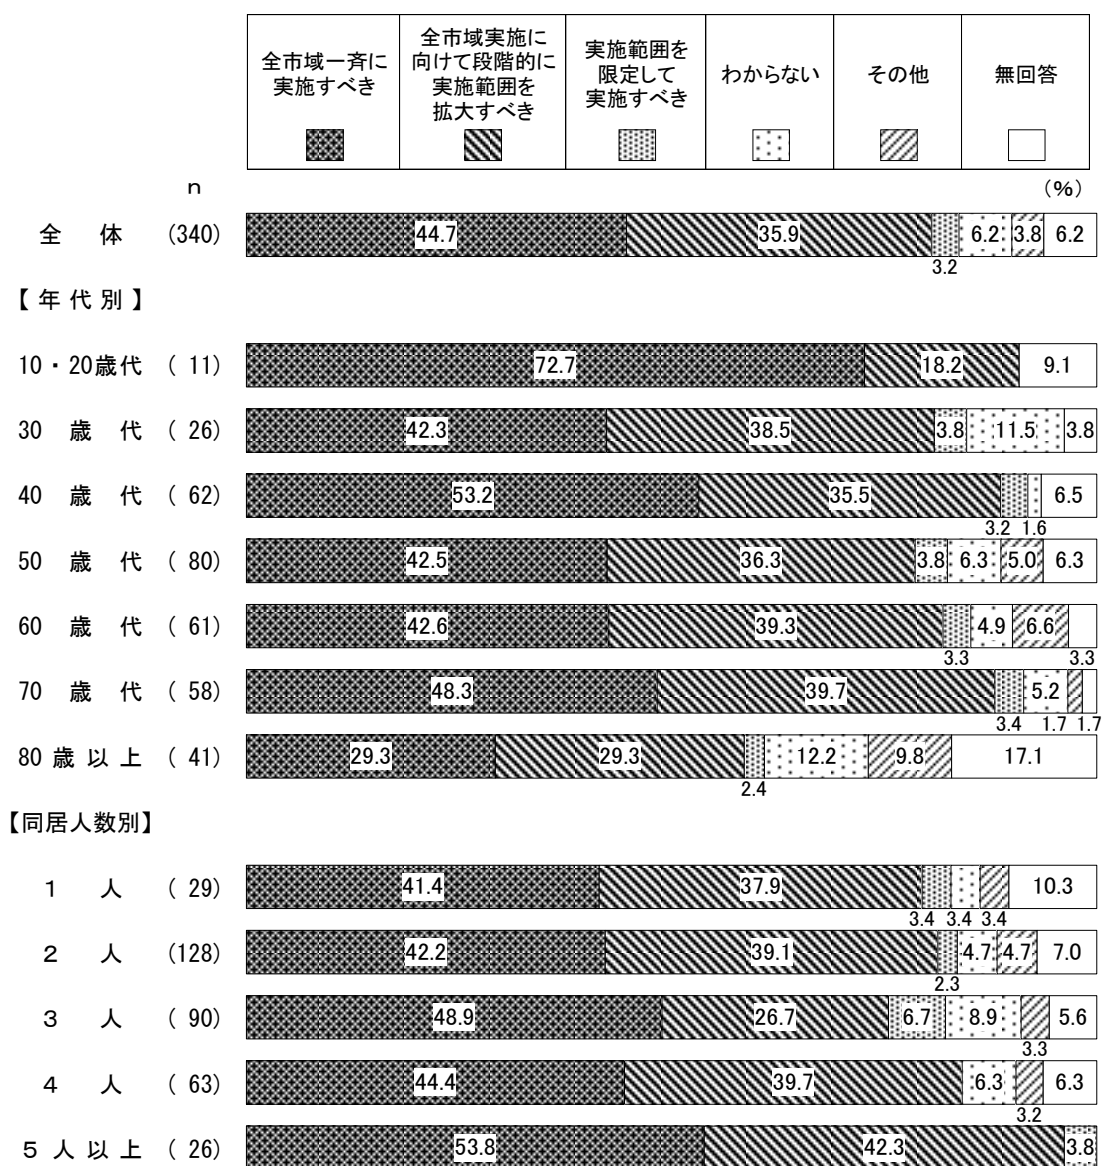 全市域一斉に
実施すべき
全市域実施に
向けて段階的に
実施範囲を
拡大すべき
実施範囲を
限定して
実施すべき
わからない
その他
無回答
n
(%)
全 体 (340) 44.7 35.9 6.2 3.8 6.2
3.2
【年代別】
10・20歳代 ( 11) 72.7 18.2 9.1
30 歳 代 ( 26) 42.3 38.5 3.8 11.5 3.8
40 歳 代 ( 62) 53.2 35.5 6.5
3.2 1.6
50 歳 代 ( 80) 42.5 36.3 3.8 6.3 5.0 6.3
60 歳 代 ( 61) 42.6 39.3 4.9 6.6
3.3 3.3
70 歳 代 ( 58) 48.3 39.7 5.2
3.4 1.7 1.7
80 歳 以 上 ( 41) 29.3 29.3 12.2 9.8 17.1
2.4
【同居人数別】
1 人 ( 29) 41.4 37.9 10.3
3.4 3.4 3.4
2 人 (128) 42.2 39.1 4.7 4.7 7.0
2.3
3 人 ( 90) 48.9 26.7 6.7 8.9 5.6
3.3
4 人 ( 63) 44.4 39.7 6.3 6.3
3.2
5 人 以 上 ( 26) 53.8 42.3 3.8